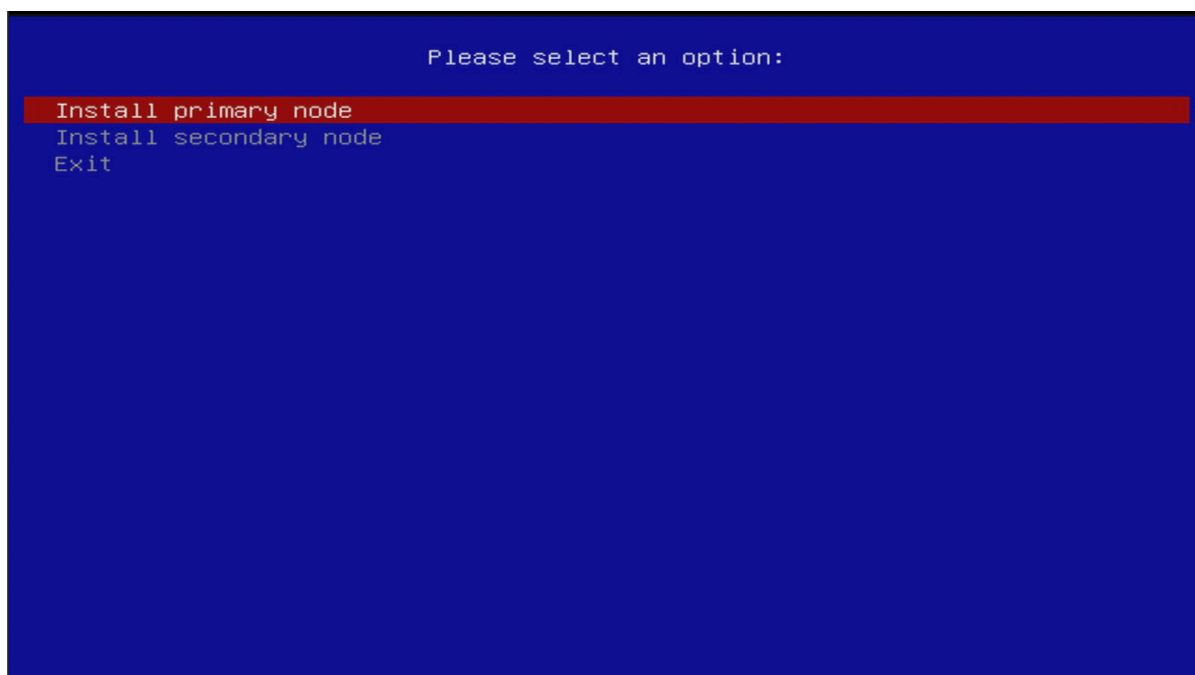 Please select an option:
Install primary node
Install secondary node
Exit